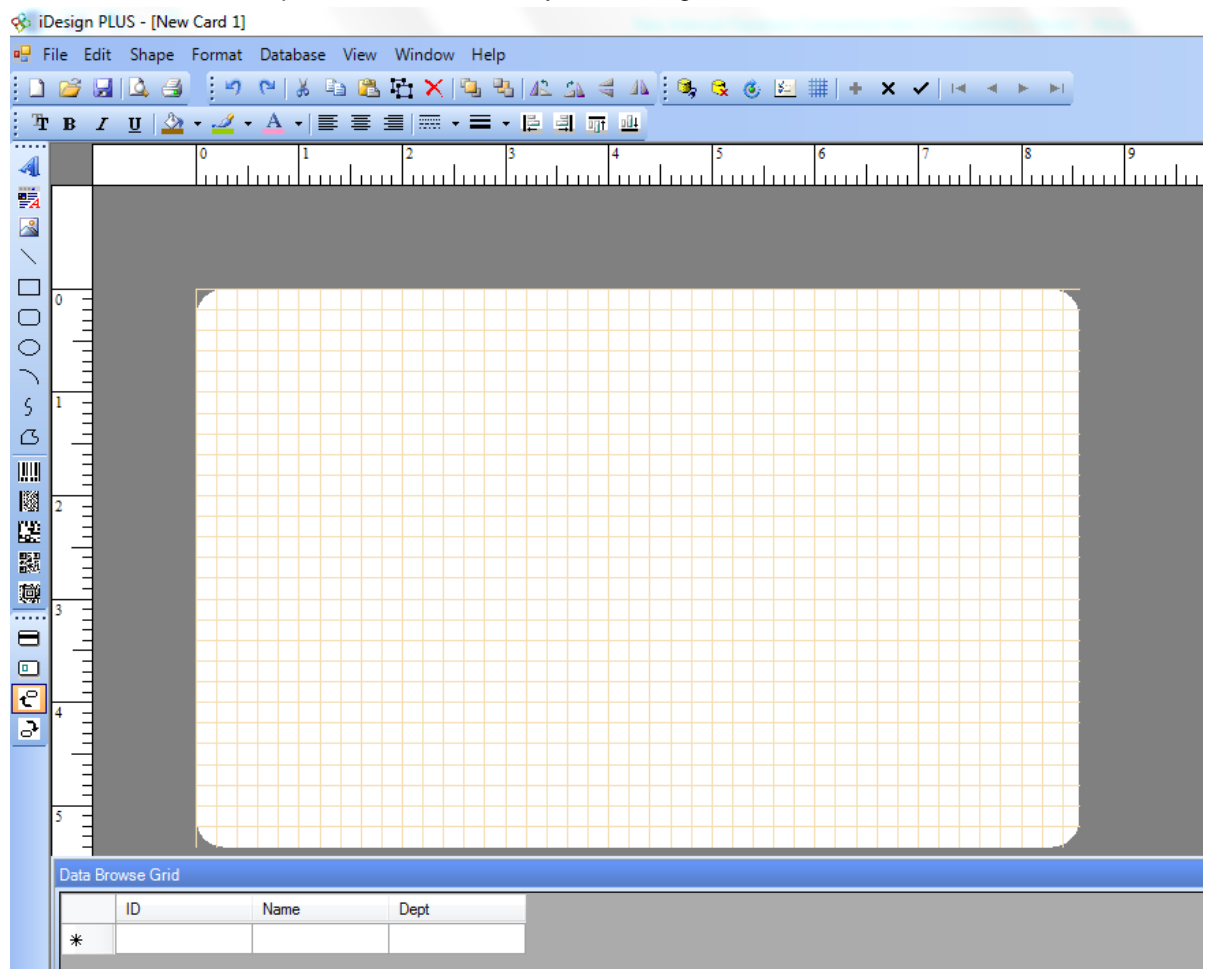 iDesign PLUS - [New Card 1]
File Edit Shape Format Database View Window Help
B I U A
0 1 2 3 4 5 6 7 8 9
0
1
2
3
4
5
Data Browse Grid
ID Name Dept